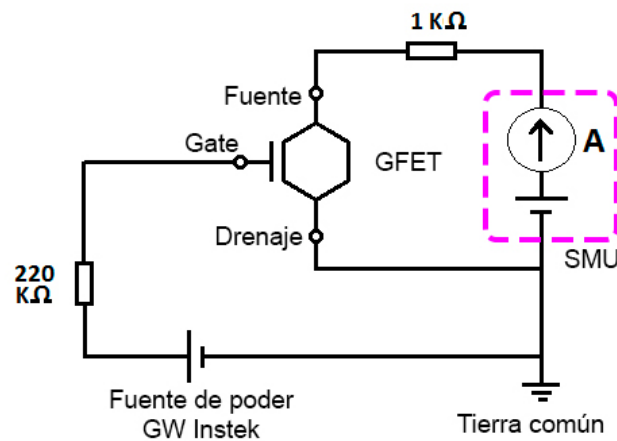 1 KΩ
Fuente
Gate
GFET
A
Drenaje
SMU
220
KΩ
Fuente de poder
GW Instek
Tierra común